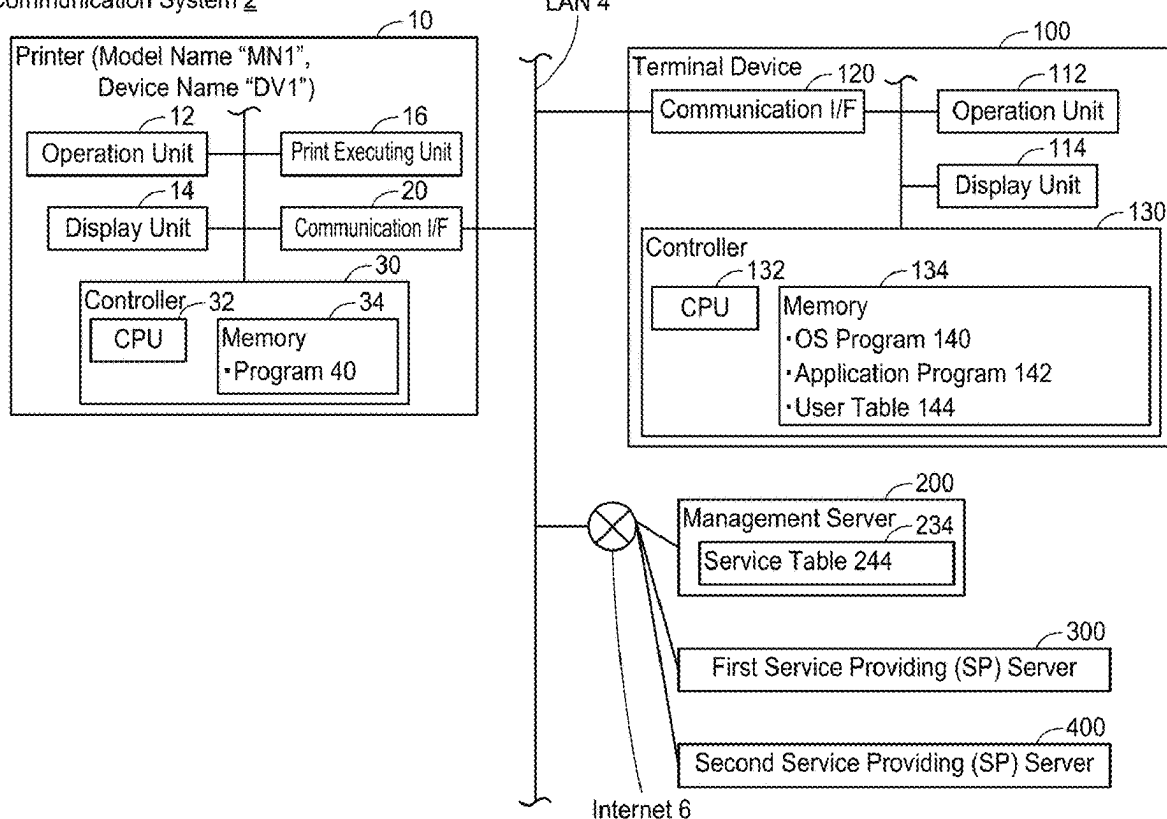 Communication System 2
LAN 4
10
Printer (Model Name “MN1”,
Device Name “DV1”)
12
Operation Unit
16
Print Executing Unit
14
Display Unit
20
Communication I/F
30
Controller
32
CPU
34
Memory
·Program 40
100
Terminal Device
120
Communication I/F
112
Operation Unit
114
Display Unit
130
Controller
132
CPU
134
Memory
·OS Program 140
·Application Program 142
·User Table 144
200
Management Server
234
Service Table 244
300
First Service Providing (SP) Server
400
Second Service Providing (SP) Server
Internet 6